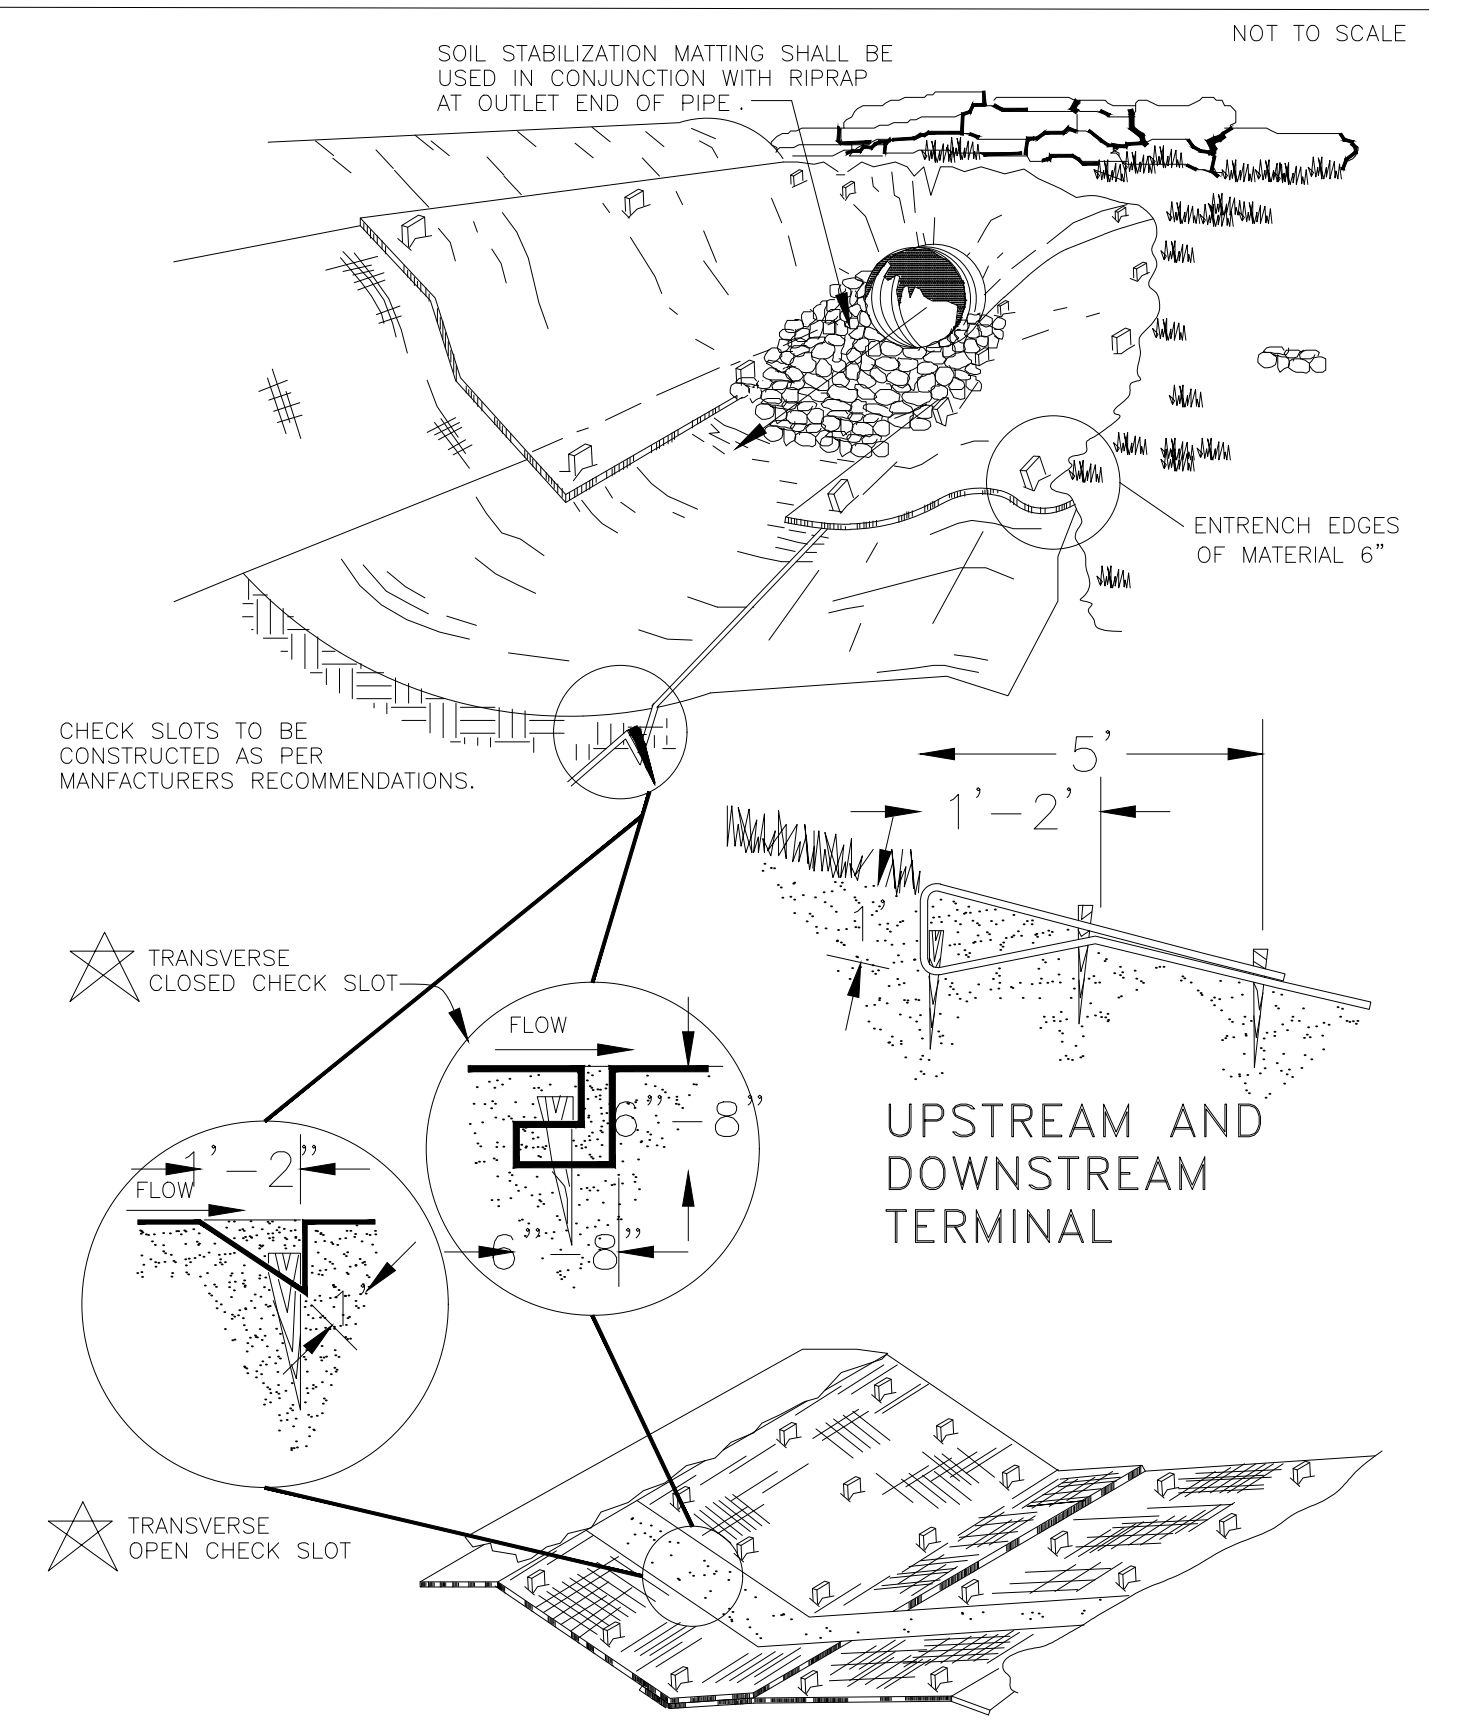 NOT TO SCALE
SOIL STABILIZATION MATTING SHALL BE
USED IN CONJUNCTION WITH RIPRAP
AT OUTLET END OF PIPE.
ENTRENCH EDGES
OF MATERIAL 6”
CHECK SLOTS TO BE
CONSTRUCTED AS PER
MANFACTURERS RECOMMENDATIONS.
5’
1’-2’
1’
TRANSVERSE
CLOSED CHECK SLOT
FLOW
6”-8”
6”-8”
UPSTREAM AND
DOWNSTREAM
TERMINAL
1’-2”
FLOW
1’
TRANSVERSE
OPEN CHECK SLOT